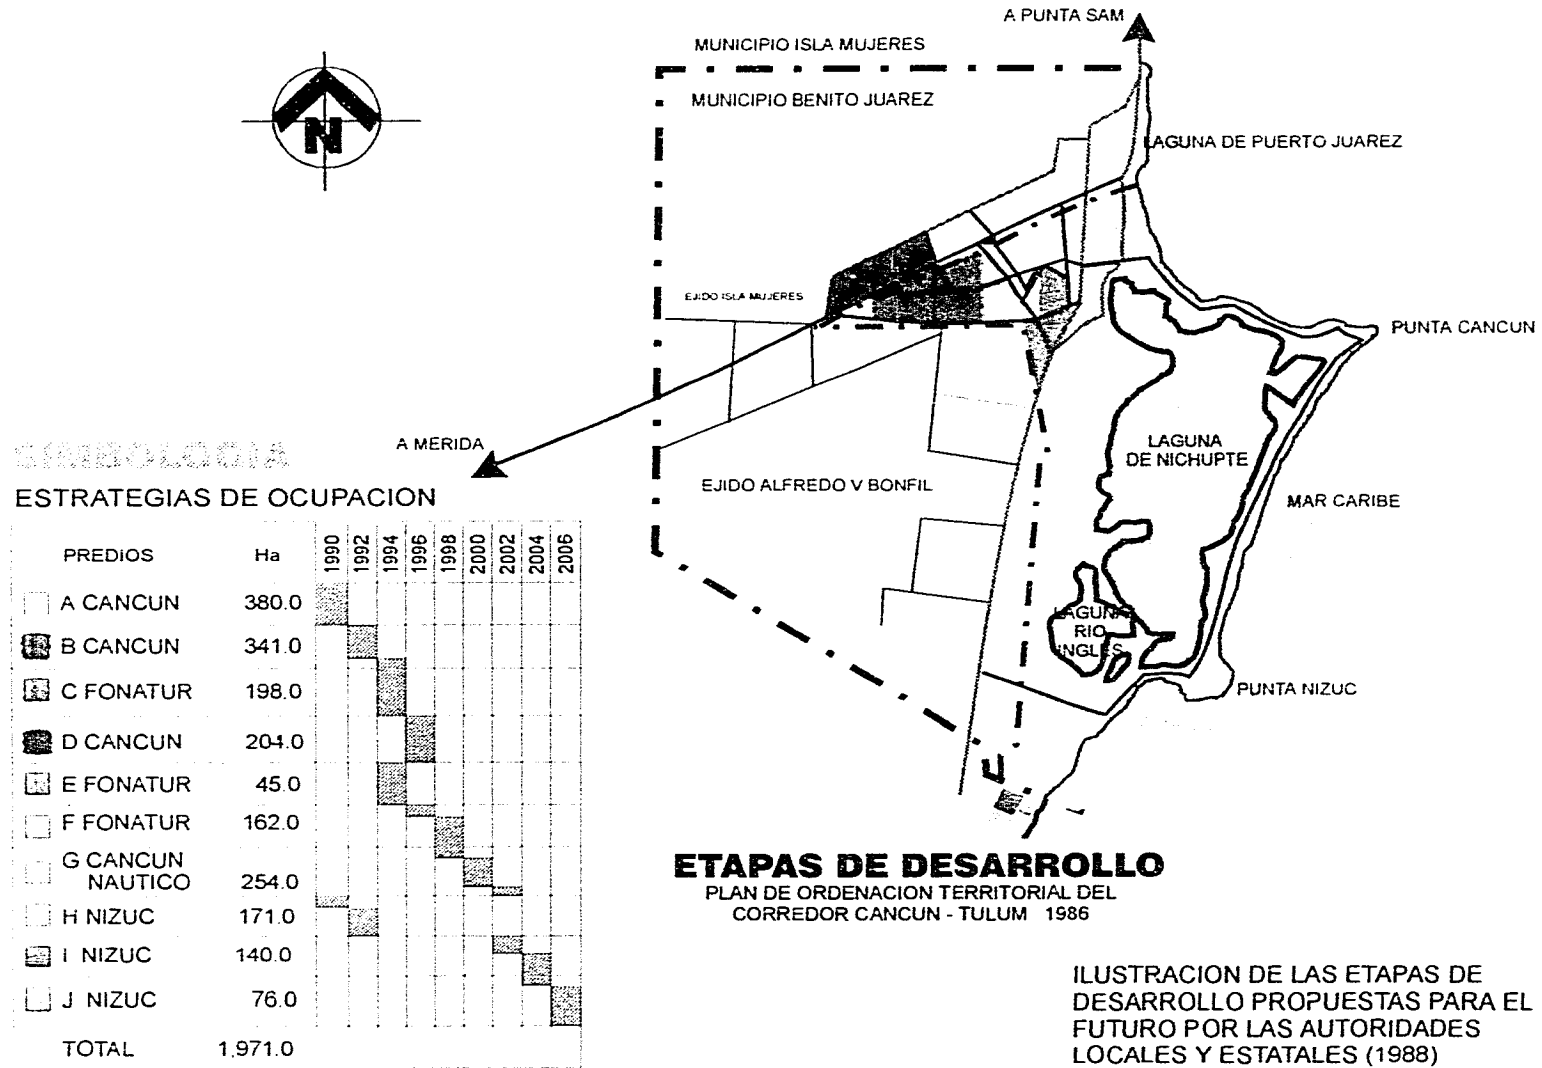 A PUNTA SAM
MUNICIPIO ISLA MUJERES
MUNICIPIO BENITO JUAREZ
N
LAGUNA DE PUERTO JUAREZ
EJIDO ISLA MUJERES
PUNTA CANCUN
A MERIDA
LAGUNA
DE NICHUPTE
EJIDO ALFREDO V BONFIL
MAR CARIBE
LAGUNA
RIO
INGLES
PUNTA NIZUC
SIMBOLOGIA
ESTRATEGIAS DE OCUPACION
PREDIOS Ha 1990 1992 1994 1996 1998 2000 2002 2004 2006
A CANCUN 380.0
B CANCUN 341.0
C FONATUR 198.0
D CANCUN 204.0
E FONATUR 45.0
F FONATUR 162.0
G CANCUN
NAUTICO 254.0
H NIZUC 171.0
I NIZUC 140.0
J NIZUC 76.0
TOTAL 1,971.0
ETAPAS DE DESARROLLO
PLAN DE ORDENACION TERRITORIAL DEL
CORREDOR CANCUN - TULUM 1986
ILUSTRACION DE LAS ETAPAS DE
DESARROLLO PROPUESTAS PARA EL
FUTURO POR LAS AUTORIDADES
LOCALES Y ESTATALES (1988)